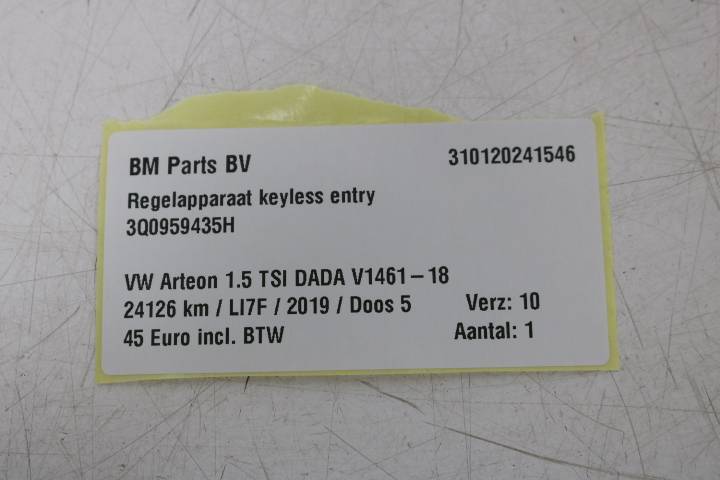 BM Parts BV 310120241546
Regelapparaat keyless entry
3Q0959435H
VW Arteon 1.5 TSI DADA V1461-18
24126 km / LI7F / 2019 / Doos 5 Verz: 10
45 Euro incl. BTW Aantal: 1